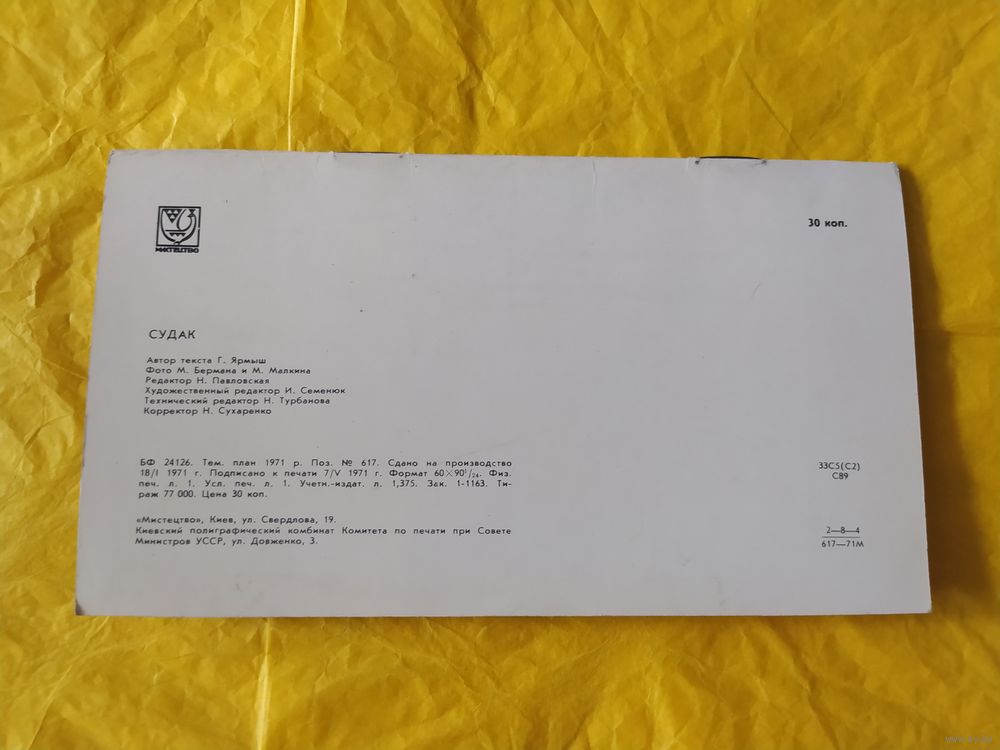 МИСТЕЦТВО
30 коп.
СУДАК
Автор текста Г. Ярмыш
Фото М. Бермана и М. Малкина
Редактор Н. Павловская
Художественный редактор И. Семенюк
Технический редактор Н. Турбанова
Корректор Н. Сухаренко
БФ 24126. Тем. план 1971 р. Поз. № 617. Сдано на производство
18/I 1971 г. Подписано к печати 7/V 1971 г. Формат 60×90¹/₂₄. Физ.
печ. л. 1. Усл. печ. л. 1. Учетн.-издат. л. 1,375. Зак. 1-1163. Ти-
раж 77 000. Цена 30 коп.
33С5(С2)
С89
«Мистецтво», Киев, ул. Свердлова, 19.
Киевский полиграфический комбинат Комитета по печати при Совете
Министров УССР, ул. Довженко, 3.
2—8—4
617—71М